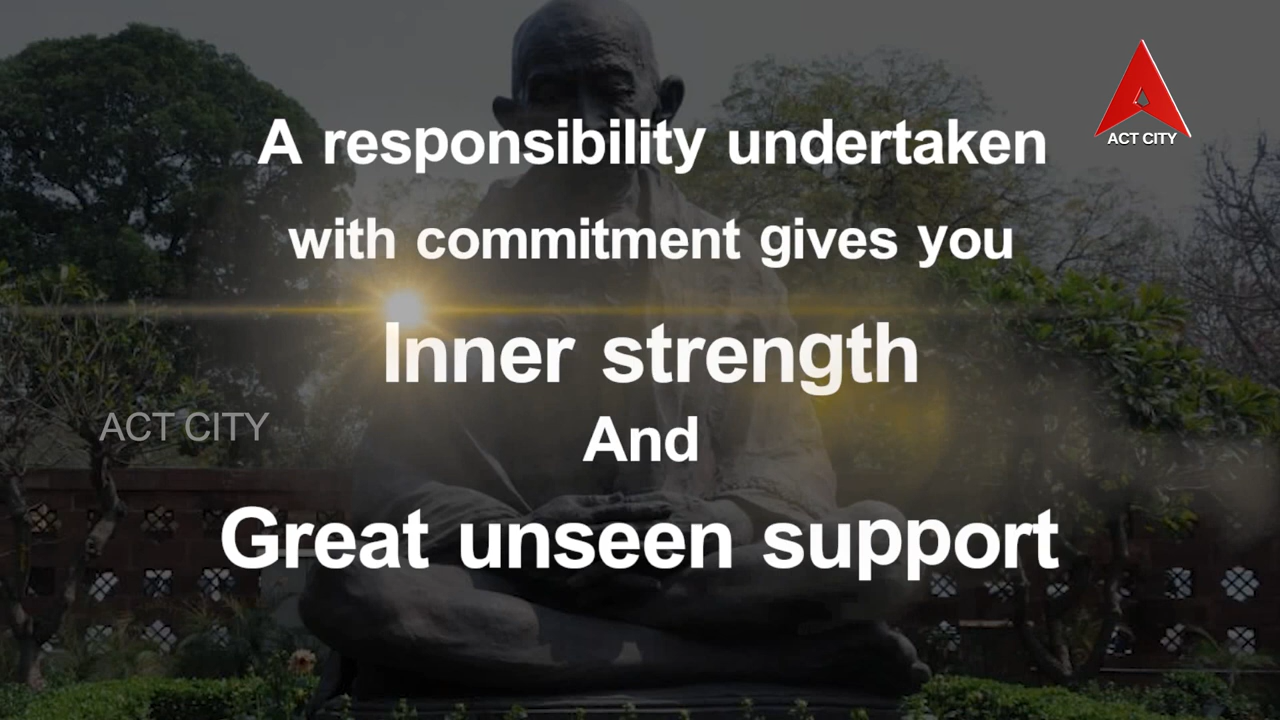 ACT CITY
A responsibility undertaken
with commitment gives you
Inner strength
And
ACT CITY
Great unseen support